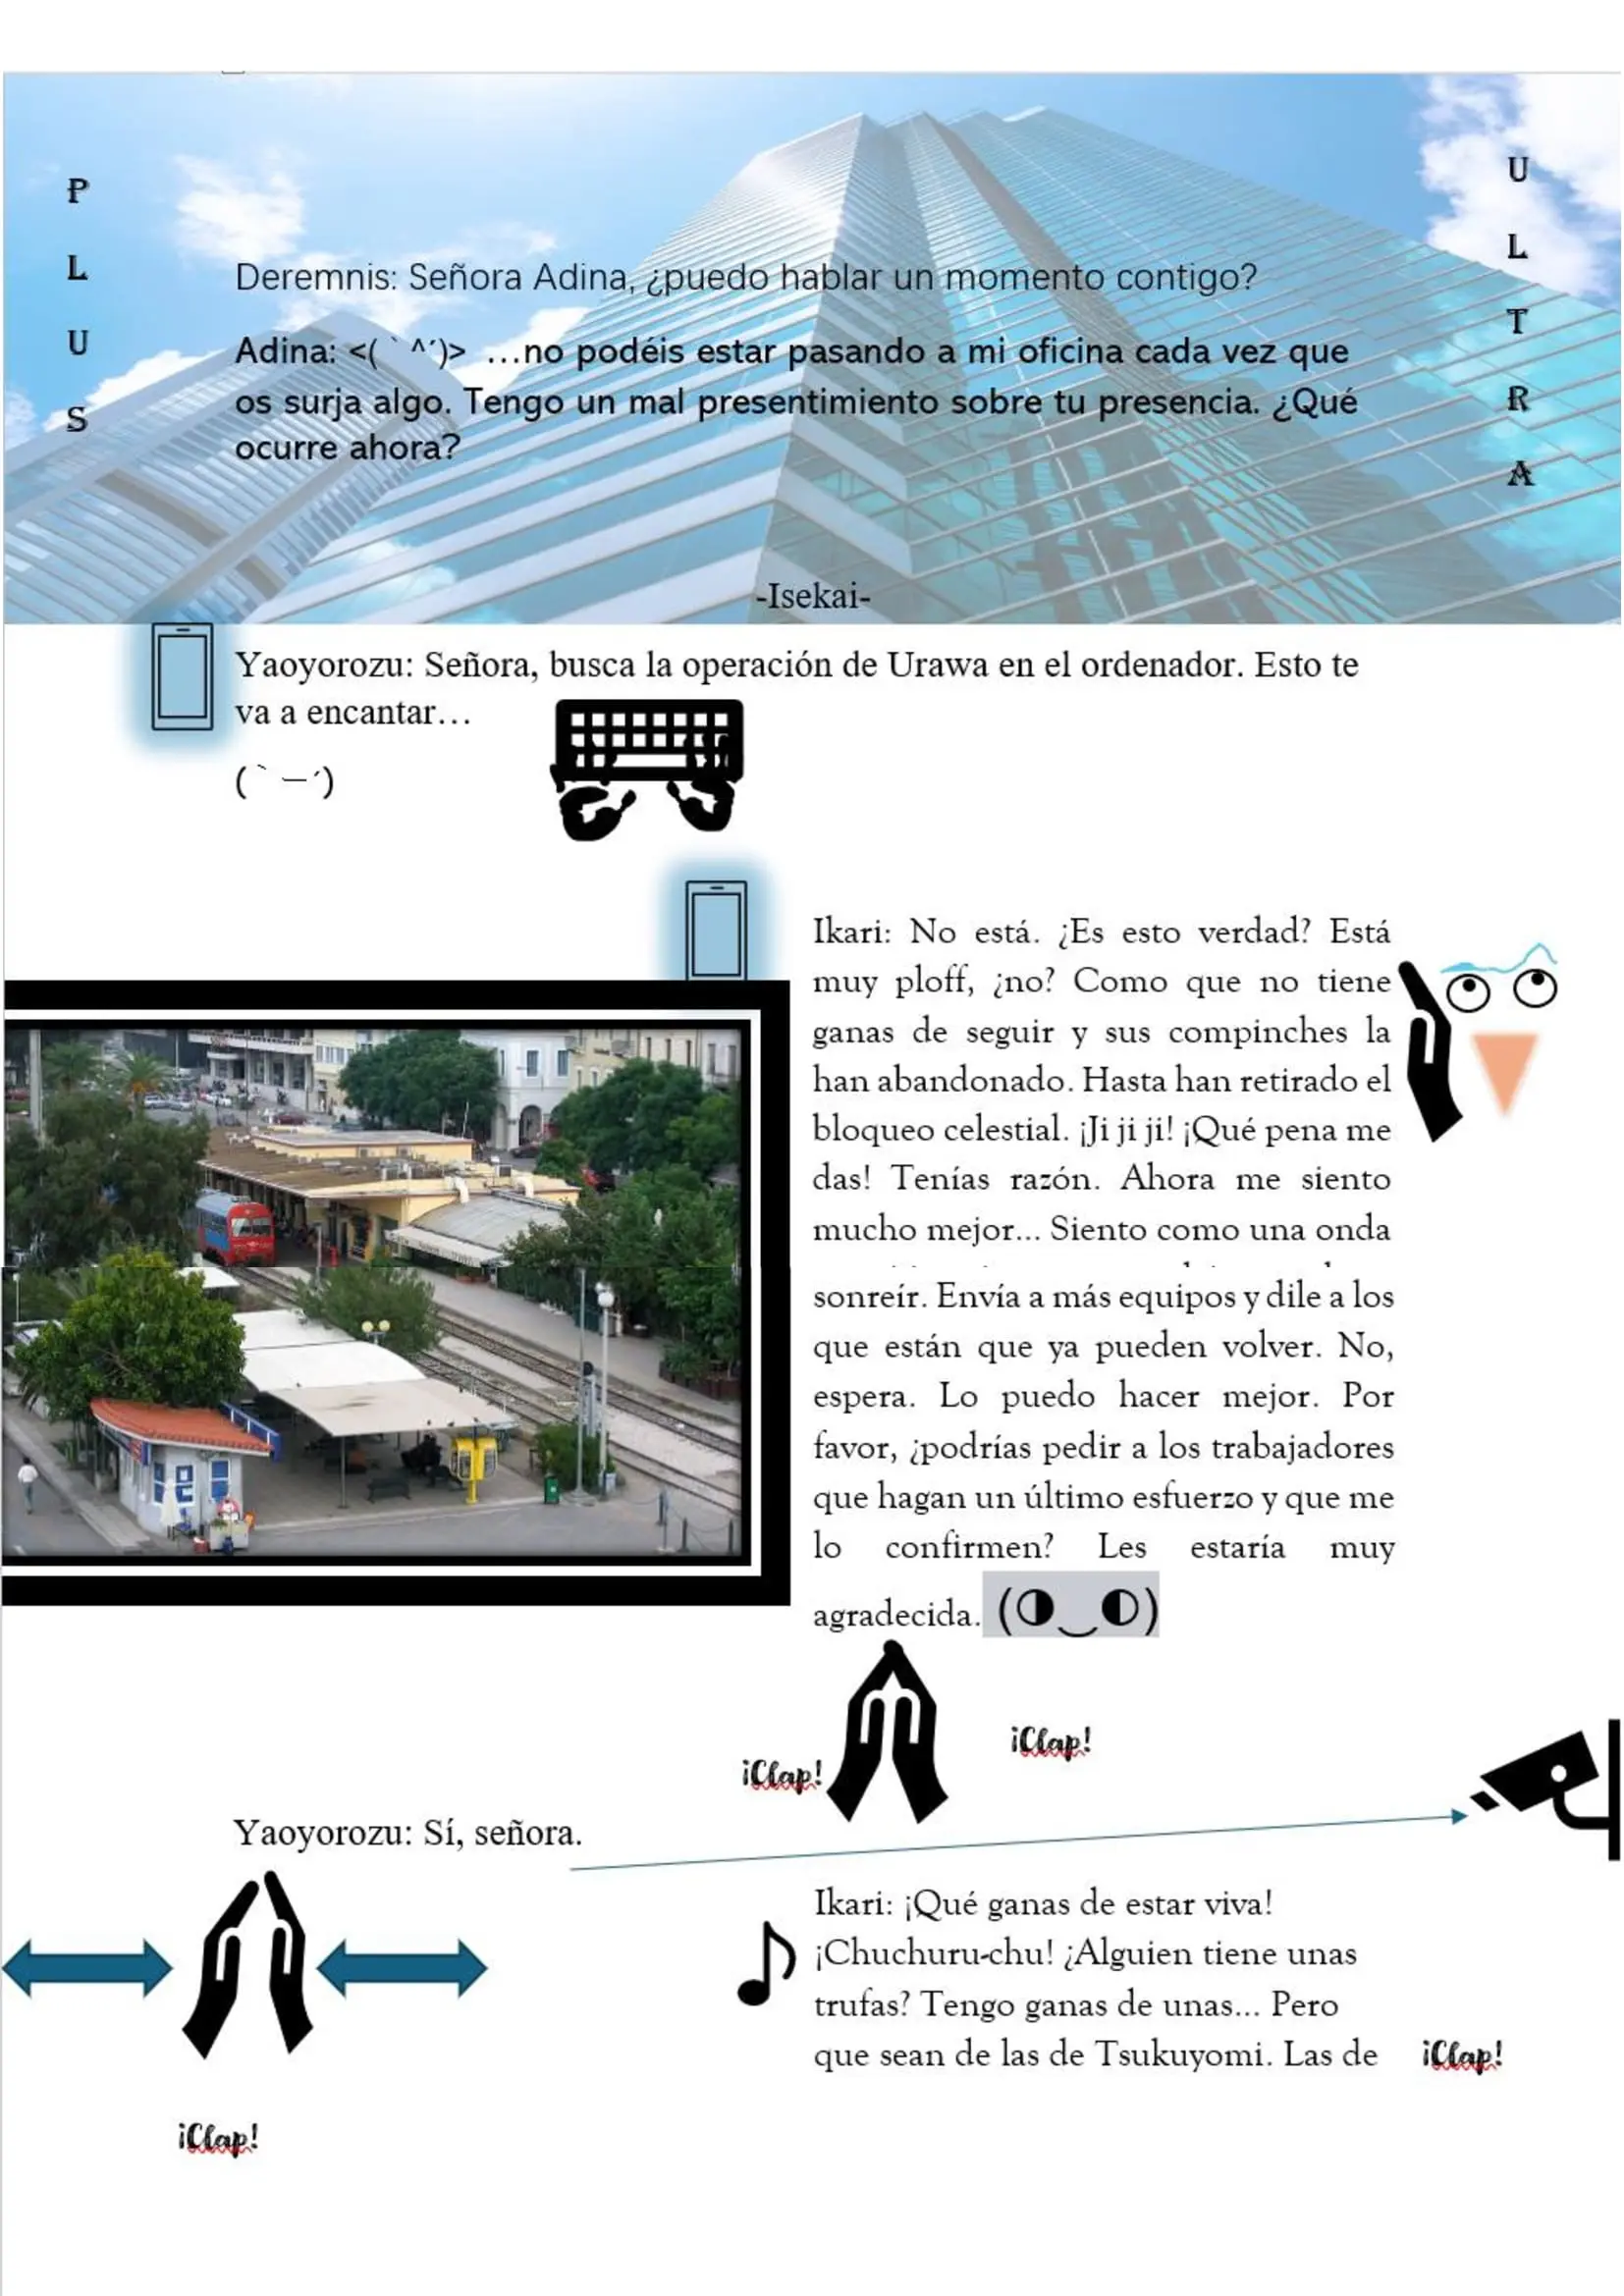 P
L
U
S
U
L
T
R
A
Deremnis: Señora Adina, ¿puedo hablar un momento contigo?
Adina: <(｀^´)> …no podéis estar pasando a mi oficina cada vez que
os surja algo. Tengo un mal presentimiento sobre tu presencia. ¿Qué
ocurre ahora?
-Isekai-
Yaoyorozu: Señora, busca la operación de Urawa en el ordenador. Esto te
va a encantar…
(｀―´)
Ikari: No está. ¿Es esto verdad? Está
muy ploff, ¿no? Como que no tiene
ganas de seguir y sus compinches la
han abandonado. Hasta han retirado el
bloqueo celestial. ¡Ji ji ji! ¡Qué pena me
das! Tenías razón. Ahora me siento
mucho mejor... Siento como una onda
sonreír. Envía a más equipos y dile a los
que están que ya pueden volver. No,
espera. Lo puedo hacer mejor. Por
favor, ¿podrías pedir a los trabajadores
que hagan un último esfuerzo y que me
lo confirmen? Les estaría muy
agradecida. (◑‿◐)
¡Clap!
¡Clap!
Yaoyorozu: Sí, señora.
Ikari: ¡Qué ganas de estar viva!
¡Chuchuru-chu! ¿Alguien tiene unas
trufas? Tengo ganas de unas... Pero
que sean de las de Tsukuyomi. Las de
¡Clap!
¡Clap!